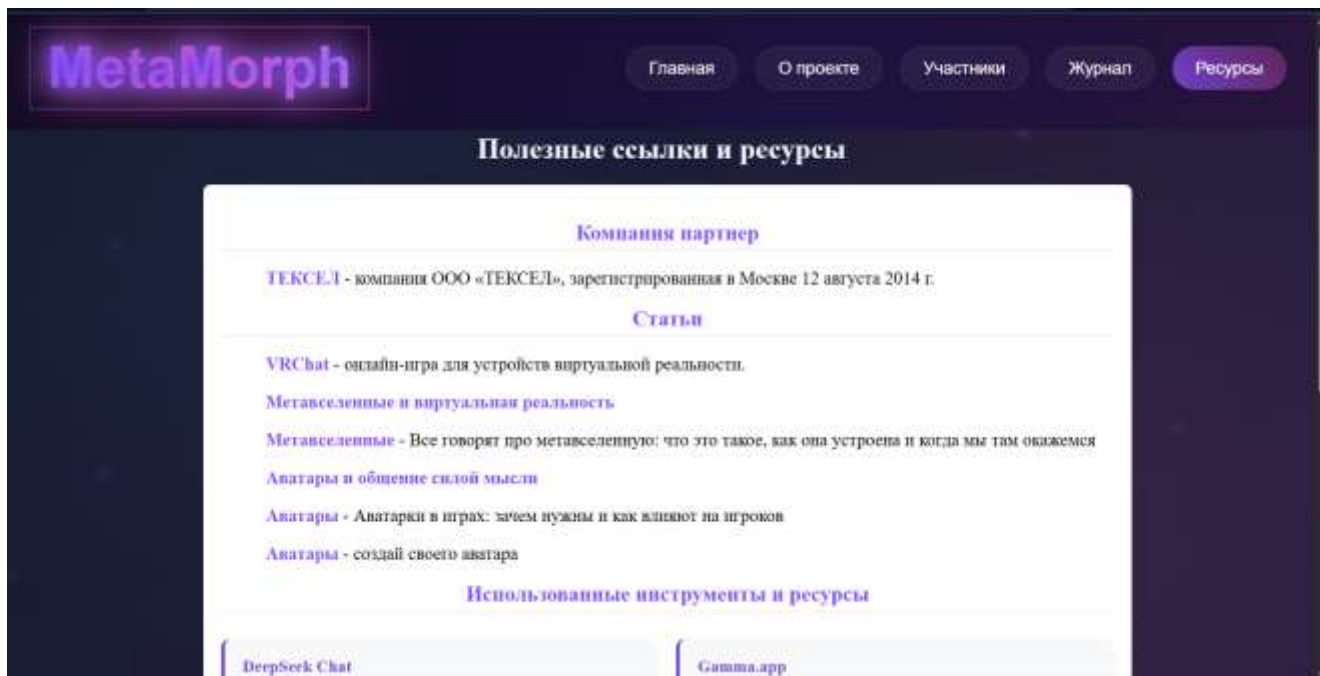 MetaMorph
Главная О проекте Участники Журнал Ресурсы
Полезные ссылки и ресурсы
Компания партнер
ТЕКСЕЛ - компания ООО «ТЕКСЕЛ», зарегистрированная в Москве 12 августа 2014 г.
Статьи
VRChat - онлайн-игра для устройств виртуальной реальности.
Метавселенные и виртуальная реальность
Метавселенные - Все говорят про метавселенную: что это такое, как она устроена и когда мы там окажемся
Аватары и общение силой мысли
Аватары - Аватарки в играх: зачем нужны и как влияют на игроков
Аватары - создай своего аватара
Использованные инструменты и ресурсы
DeepSeek Chat Gamma.app